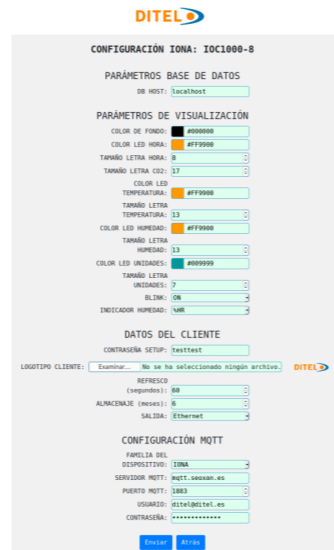 DITEL
CONFIGURACIÓN IONA: IOC1000-8
PARÁMETROS BASE DE DATOS
DB HOST: localhost
PARÁMETROS DE VISUALIZACIÓN
COLOR DE FONDO: #000000
COLOR LED HORA: #FF9900
TAMAÑO LETRA HORA: 8
TAMAÑO LETRA CO2: 17
COLOR LED
TEMPERATURA: #FF9900
TAMAÑO LETRA
TEMPERATURA: 13
COLOR LED HUMEDAD: #FF9900
TAMAÑO LETRA
HUMEDAD: 13
COLOR LED UNIDADES: #009999
TAMAÑO LETRA
UNIDADES: 7
BLINK: ON
INDICADOR HUMEDAD: %HR
DATOS DEL CLIENTE
CONTRASEÑA SETUP: testtest
LOGOTIPO CLIENTE: Examinar... No se ha seleccionado ningún archivo. DITEL
REFRESCO
(segundos): 60
ALMACENAJE (meses): 6
SALIDA: Ethernet
CONFIGURACIÓN MQTT
FAMILIA DEL
DISPOSITIVO: IONA
SERVIDOR MQTT: mqtt.seoxan.es
PUERTO MQTT: 1883
USUARIO: ditel@ditel.es
CONTRASEÑA: •••••••••••••
Enviar Atrás